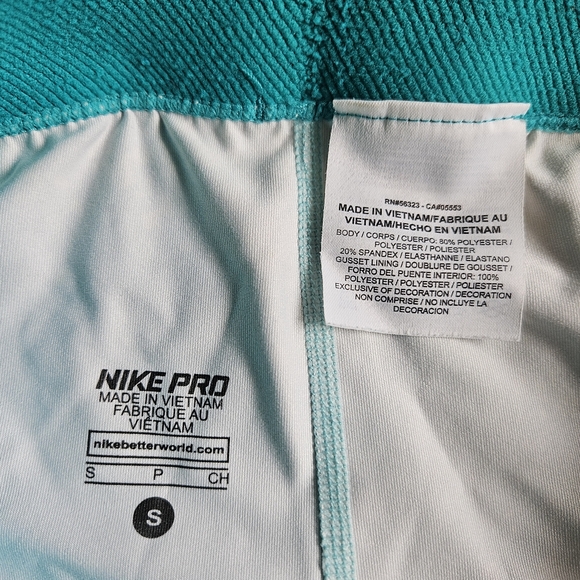 RN#56323 - CA#05553
MADE IN VIETNAM/FABRIQUE AU
VIETNAM/HECHO EN VIETNAM
BODY / CORPS / CUERPO: 80% POLYESTER /
POLYESTER / POLIESTER
20% SPANDEX / ELASTHANNE / ELASTANO
GUSSET LINING / DOUBLURE DE GOUSSET /
FORRO DEL PUENTE INTERIOR: 100%
POLYESTER / POLYESTER / POLIESTER
EXCLUSIVE OF DECORATION / DECORATION
NON COMPRISE / NO INCLUYE LA
DECORACION
NIKE PRO
MADE IN VIETNAM
FABRIQUÉ AU
VIÊTNAM
nikebetterworld.com
S P CH
S